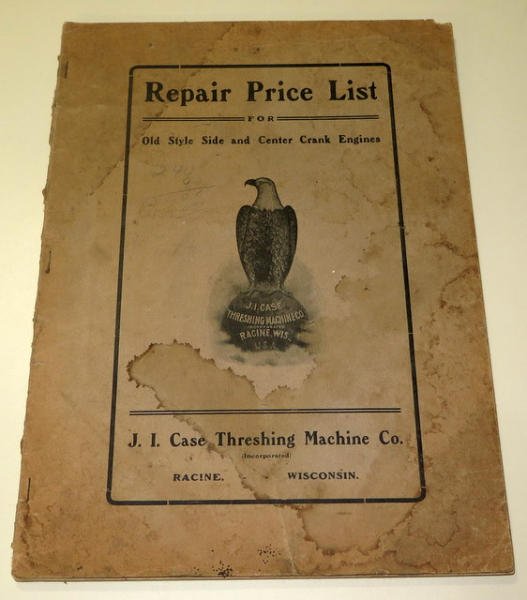 Repair Price List
FOR
Old Style Side and Center Crank Engines
J. I. CASE
THRESHING MACHINE CO.
INCORPORATED
RACINE, WIS.
U.S.A.
J. I. Case Threshing Machine Co.
(Incorporated)
RACINE, WISCONSIN.